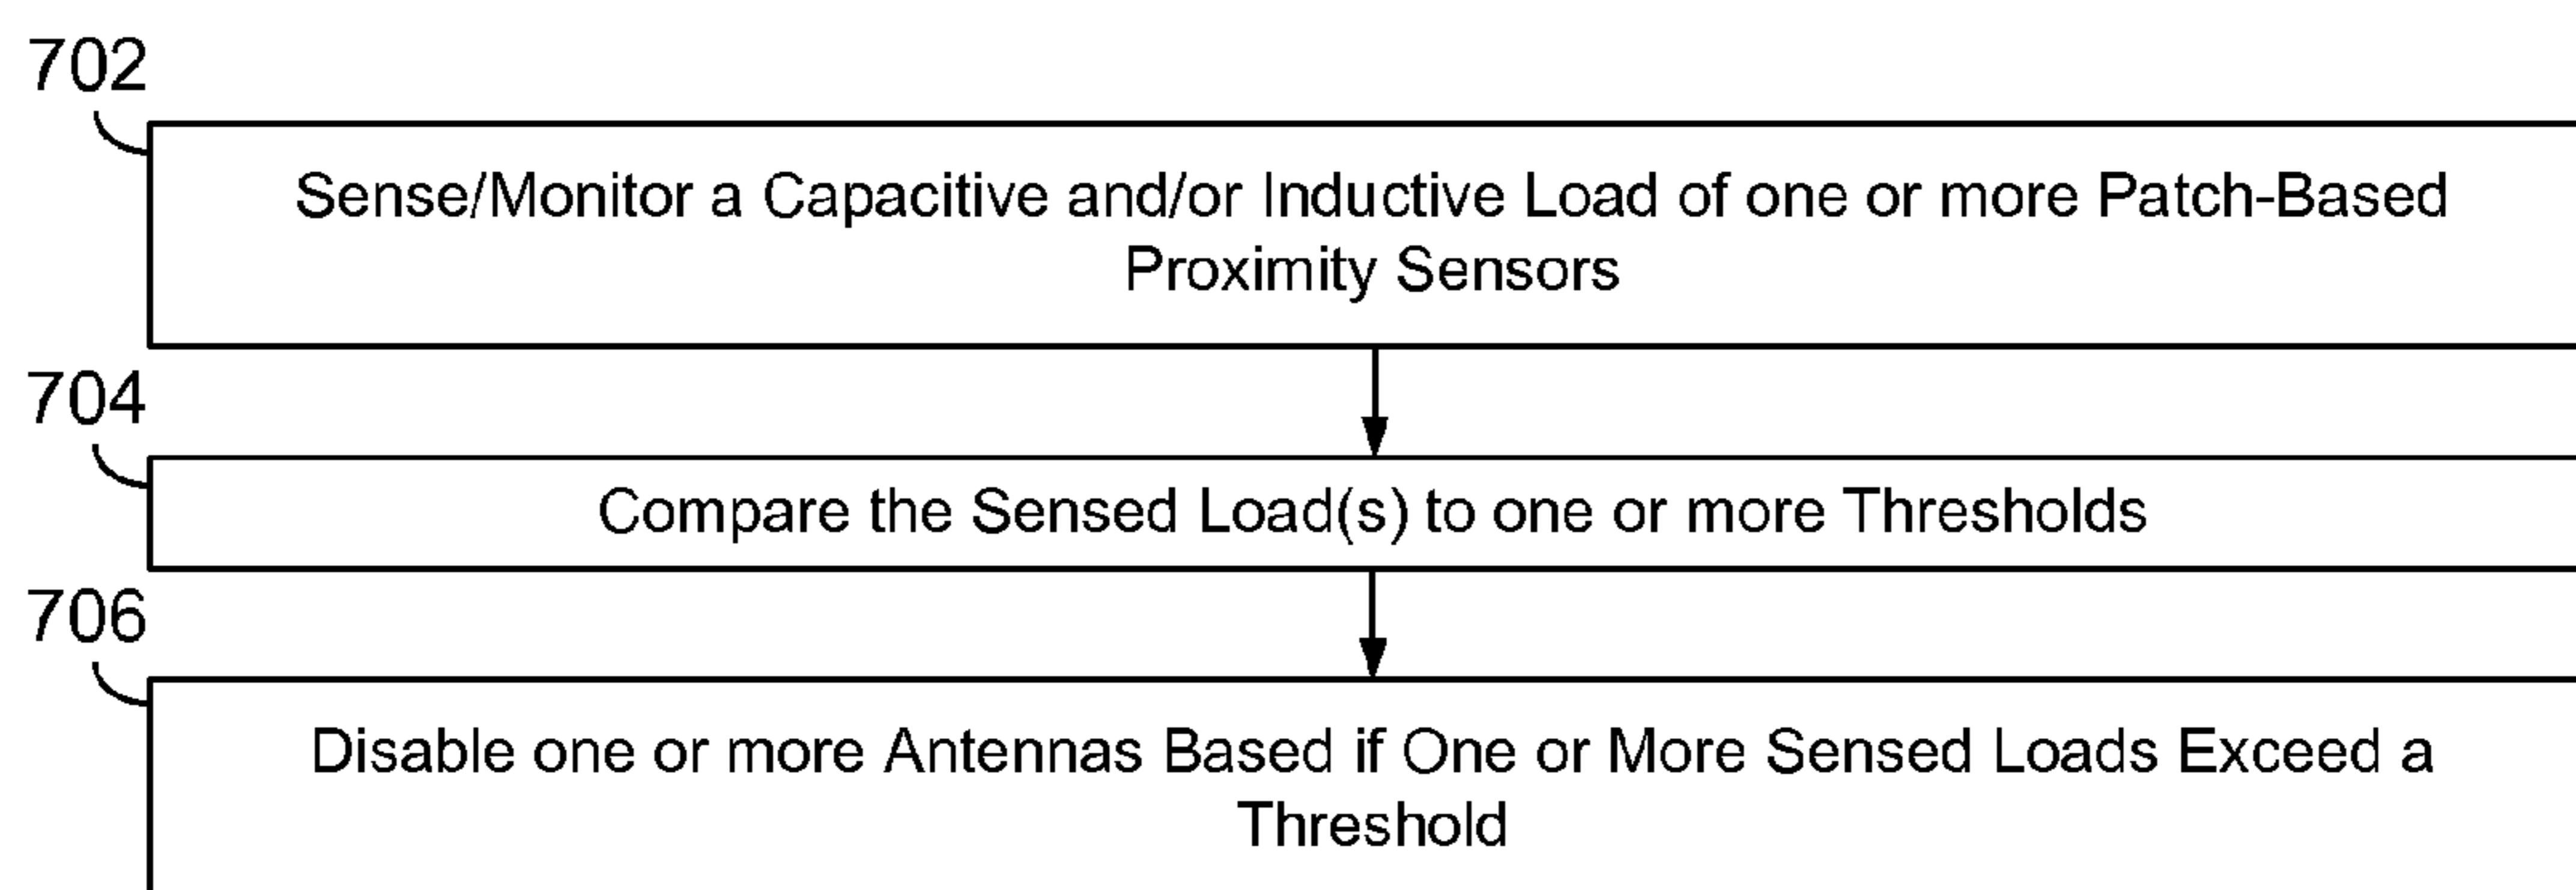 702
Sense/Monitor a Capacitive and/or Inductive Load of one or more Patch-Based
Proximity Sensors
704
Compare the Sensed Load(s) to one or more Thresholds
706
Disable one or more Antennas Based if One or More Sensed Loads Exceed a
Threshold